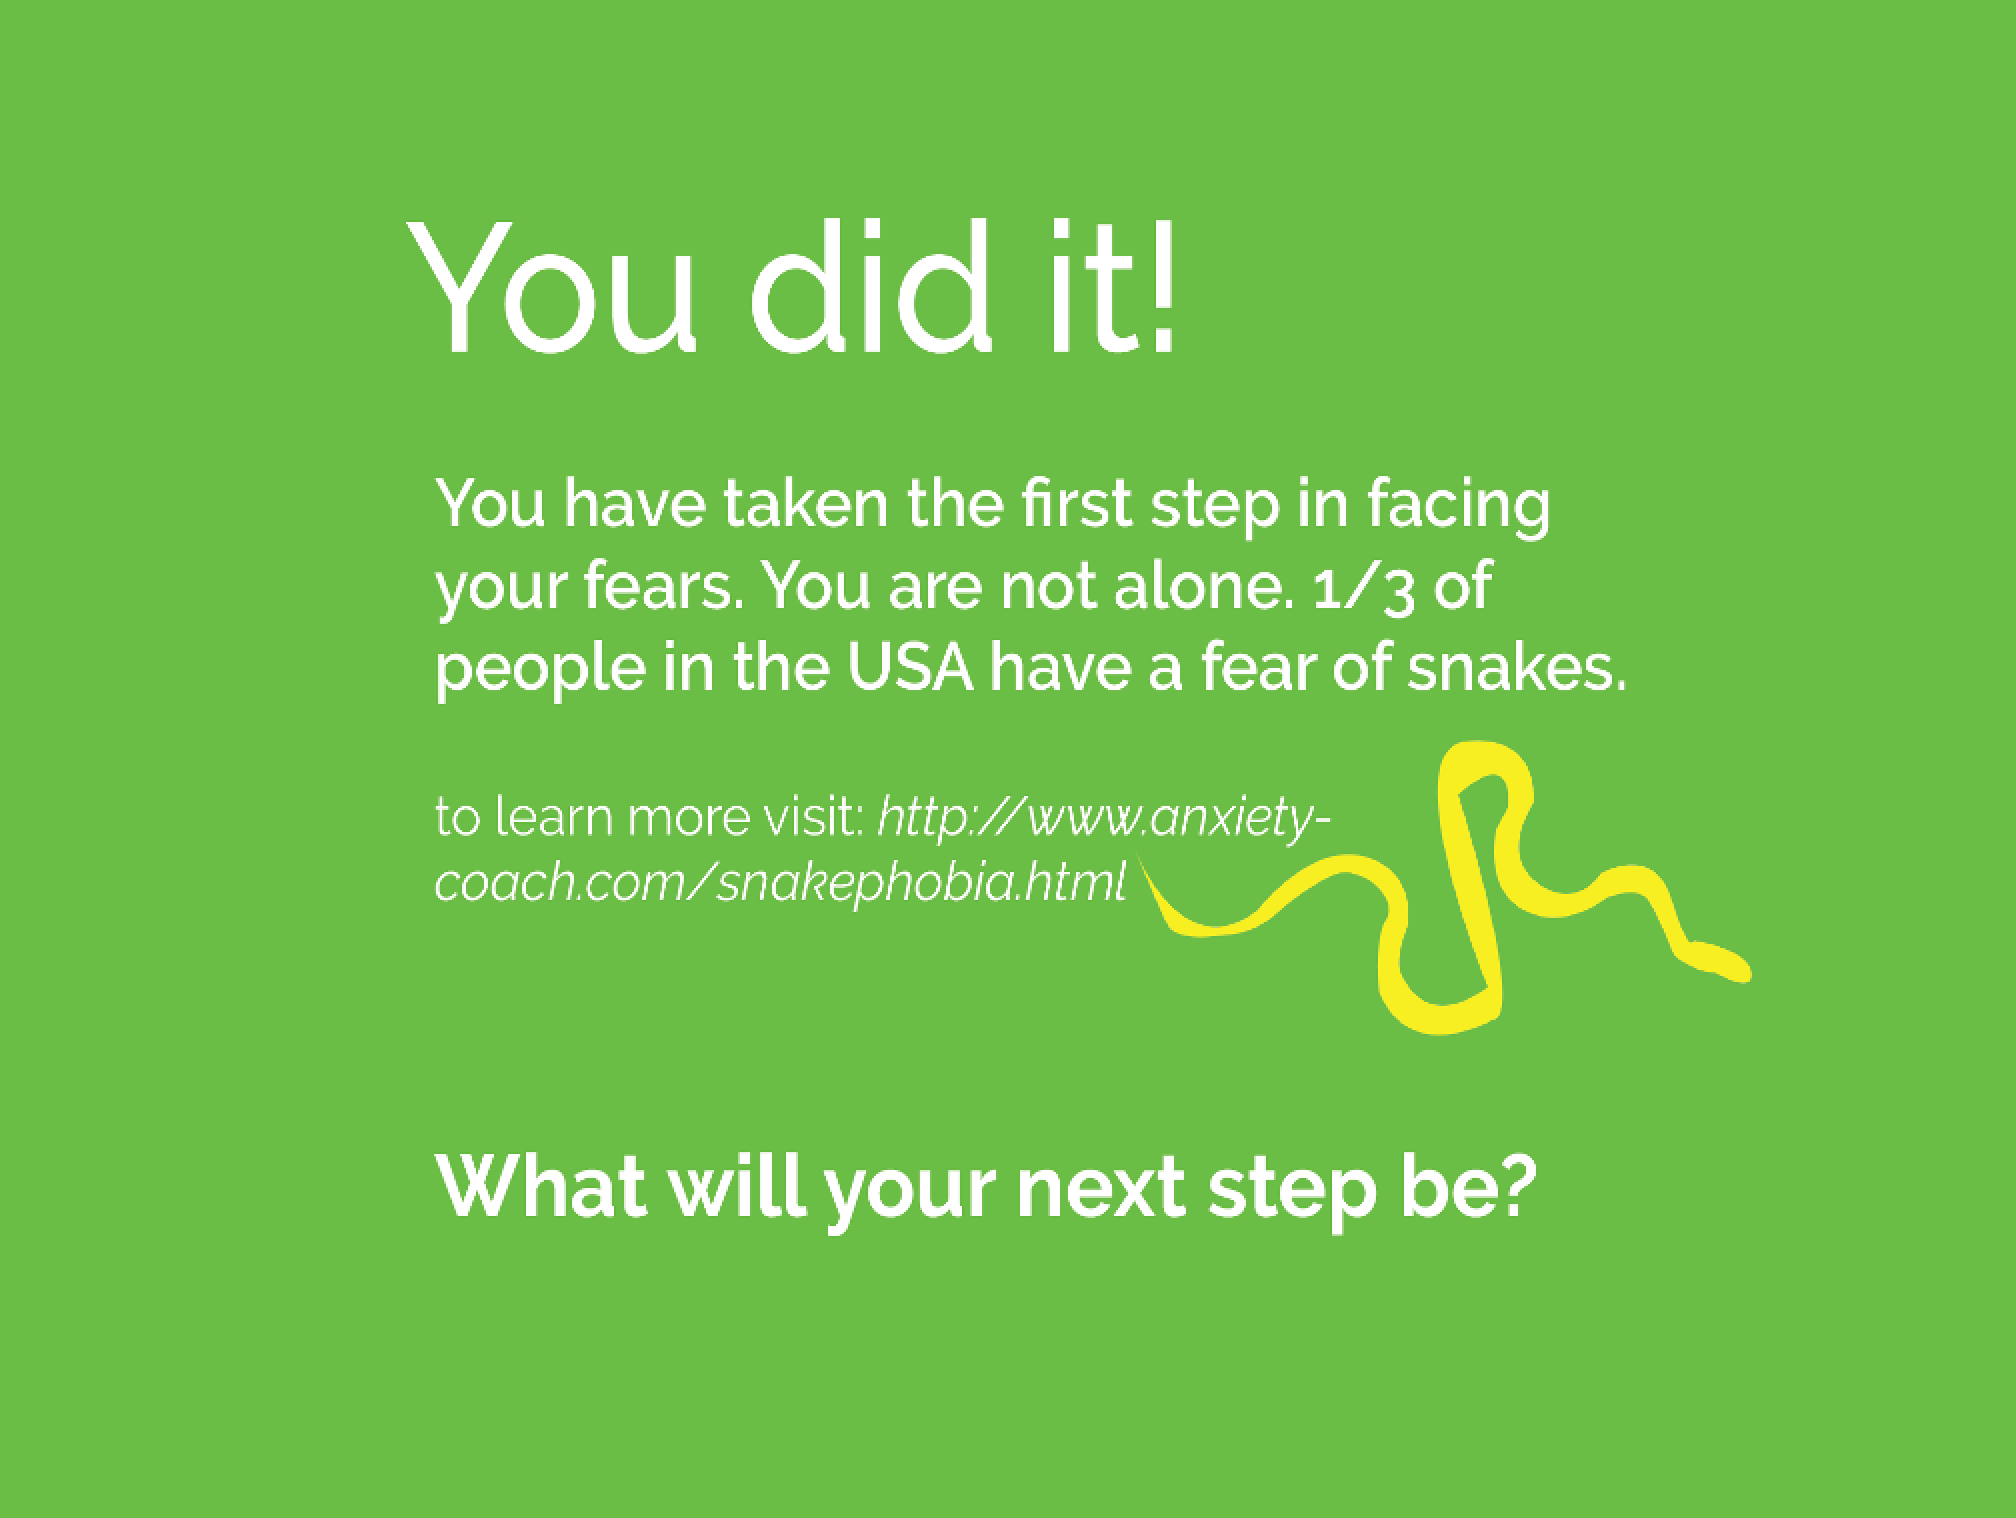 You did it!
You have taken the first step in facing
your fears. You are not alone. 1/3 of
people in the USA have a fear of snakes.
to learn more visit: http://www.anxiety-
coach.com/snakephobia.html
What will your next step be?